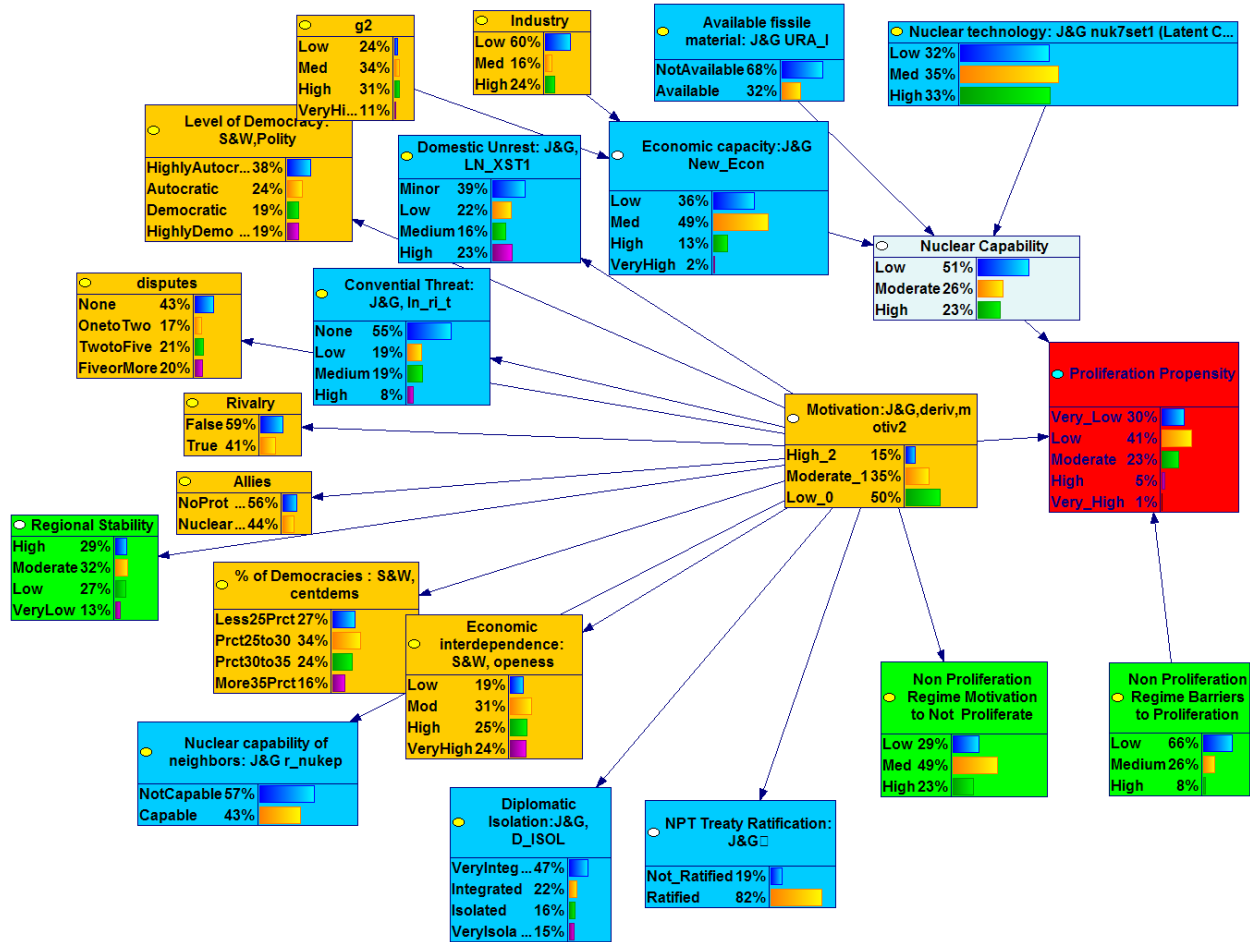 g2
Low 24%
Med 34%
High 31%
VeryHi... 11%
Industry
Low 60%
Med 16%
High 24%
Available fissile
material: J&G URA_I
NotAvailable 68%
Available 32%
Nuclear technology: J&G nuk7set1 (Latent C...
Low 32%
Med 35%
High 33%
Level of Democracy:
S&W,Polity
HighlyAutocr... 38%
Autocratic 24%
Democratic 19%
HighlyDemo ... 19%
Domestic Unrest: J&G,
LN_XST1
Minor 39%
Low 22%
Medium 16%
High 23%
Economic capacity:J&G
New_Econ
Low 36%
Med 49%
High 13%
VeryHigh 2%
Nuclear Capability
Low 51%
Moderate 26%
High 23%
disputes
None 43%
OnetoTwo 17%
TwotoFive 21%
FiveorMore 20%
Convential Threat:
J&G, ln_ri_t
None 55%
Low 19%
Medium 19%
High 8%
Proliferation Propensity
Very_Low 30%
Low 41%
Moderate 23%
High 5%
Very_High 1%
Rivalry
False 59%
True 41%
Motivation:J&G,deriv,m
otiv2
High_2 15%
Moderate_1 35%
Low_0 50%
Allies
NoProt ... 56%
Nuclear ... 44%
Regional Stability
High 29%
Moderate 32%
Low 27%
VeryLow 13%
% of Democracies : S&W,
centdems
Less25Prct 27%
Prct25to30 34%
Prct30to35 24%
More35Prct 16%
Economic
interdependence:
S&W, openess
Low 19%
Mod 31%
High 25%
VeryHigh 24%
Non Proliferation
Regime Motivation
to Not Proliferate
Low 29%
Med 49%
High 23%
Non Proliferation
Regime Barriers
to Proliferation
Low 66%
Medium 26%
High 8%
Nuclear capability of
neighbors: J&G r_nukep
NotCapable 57%
Capable 43%
Diplomatic
Isolation:J&G,
D_ISOL
VeryInteg ... 47%
Integrated 22%
Isolated 16%
VeryIsola ... 15%
NPT Treaty Ratification:
J&G□
Not_Ratified 19%
Ratified 82%